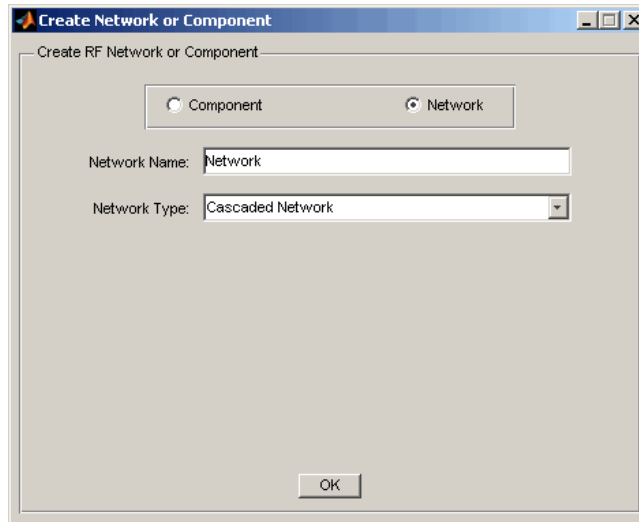 Create Network or Component
Create RF Network or Component
Component Network
Network Name: Network
Network Type: Cascaded Network
OK